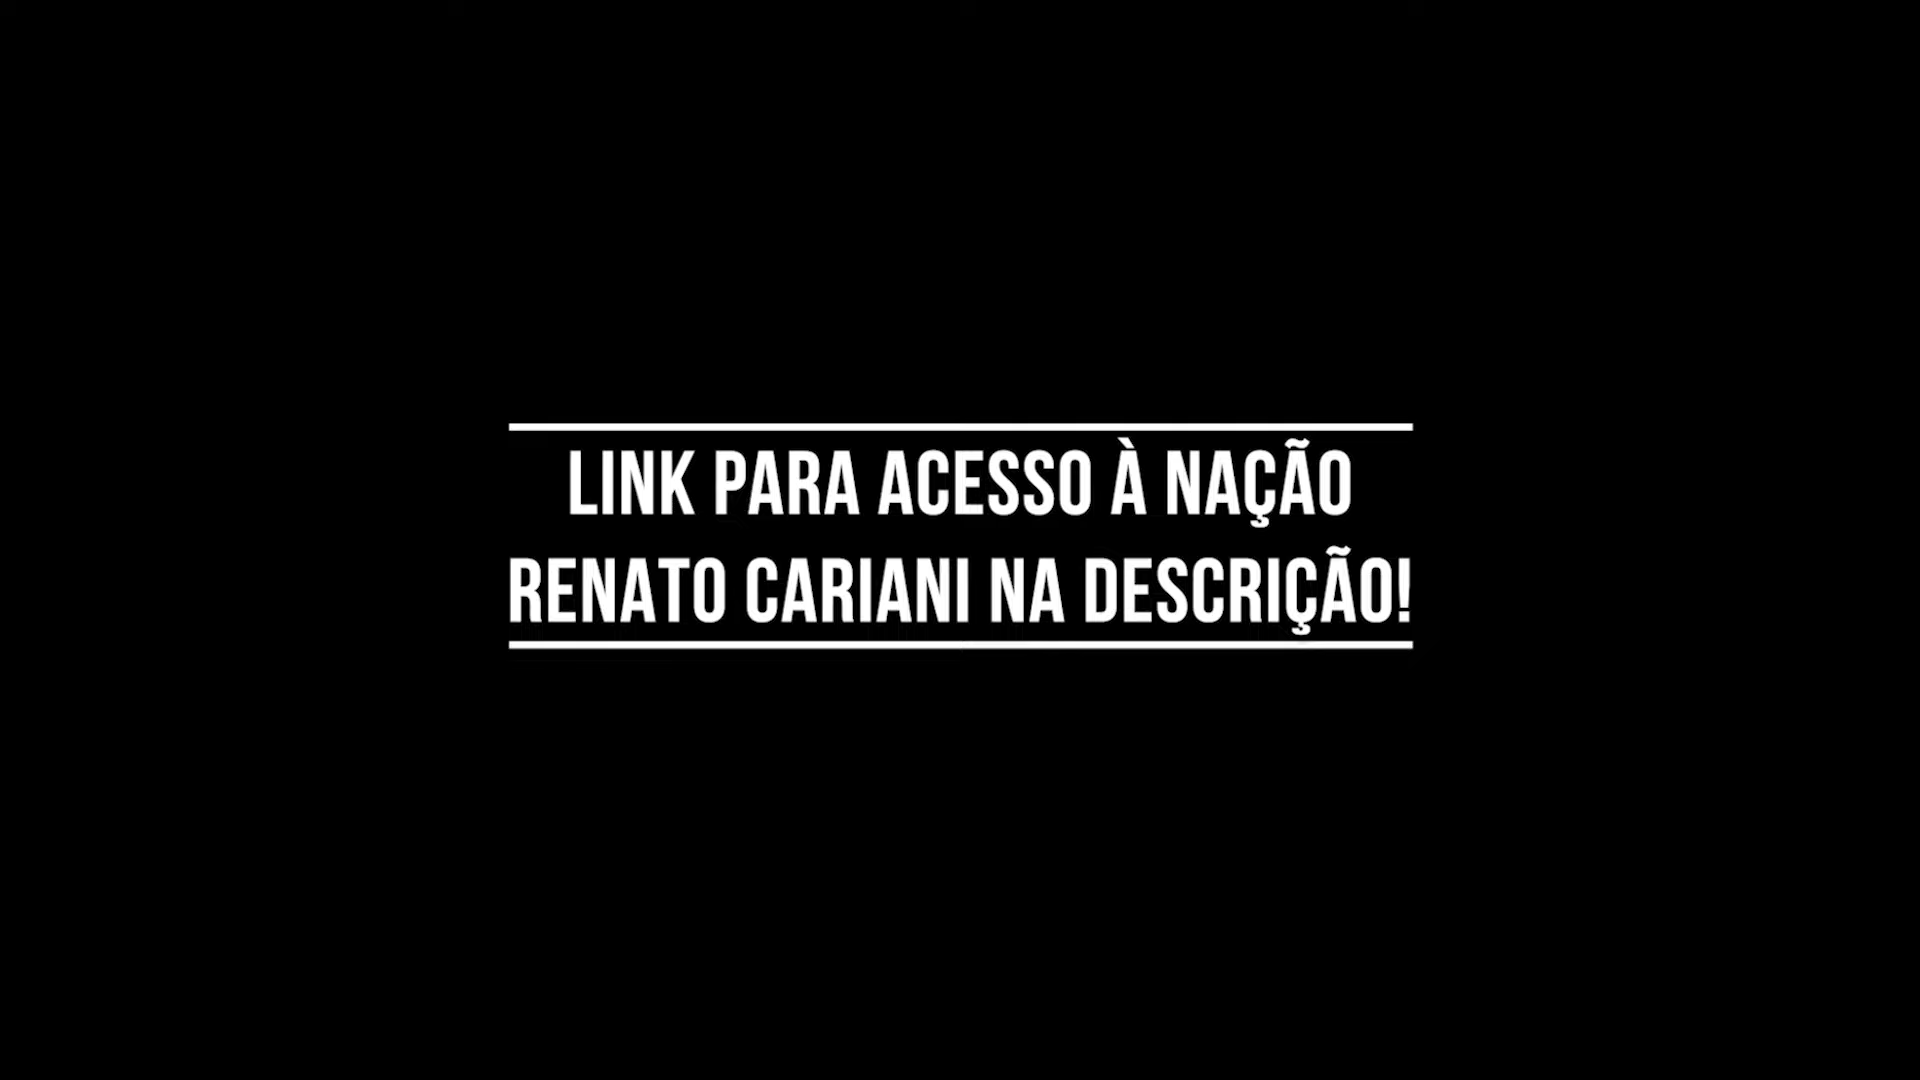 LINK PARA ACESSO À NAÇÃO
RENATO CARIANI NA DESCRIÇÃO!